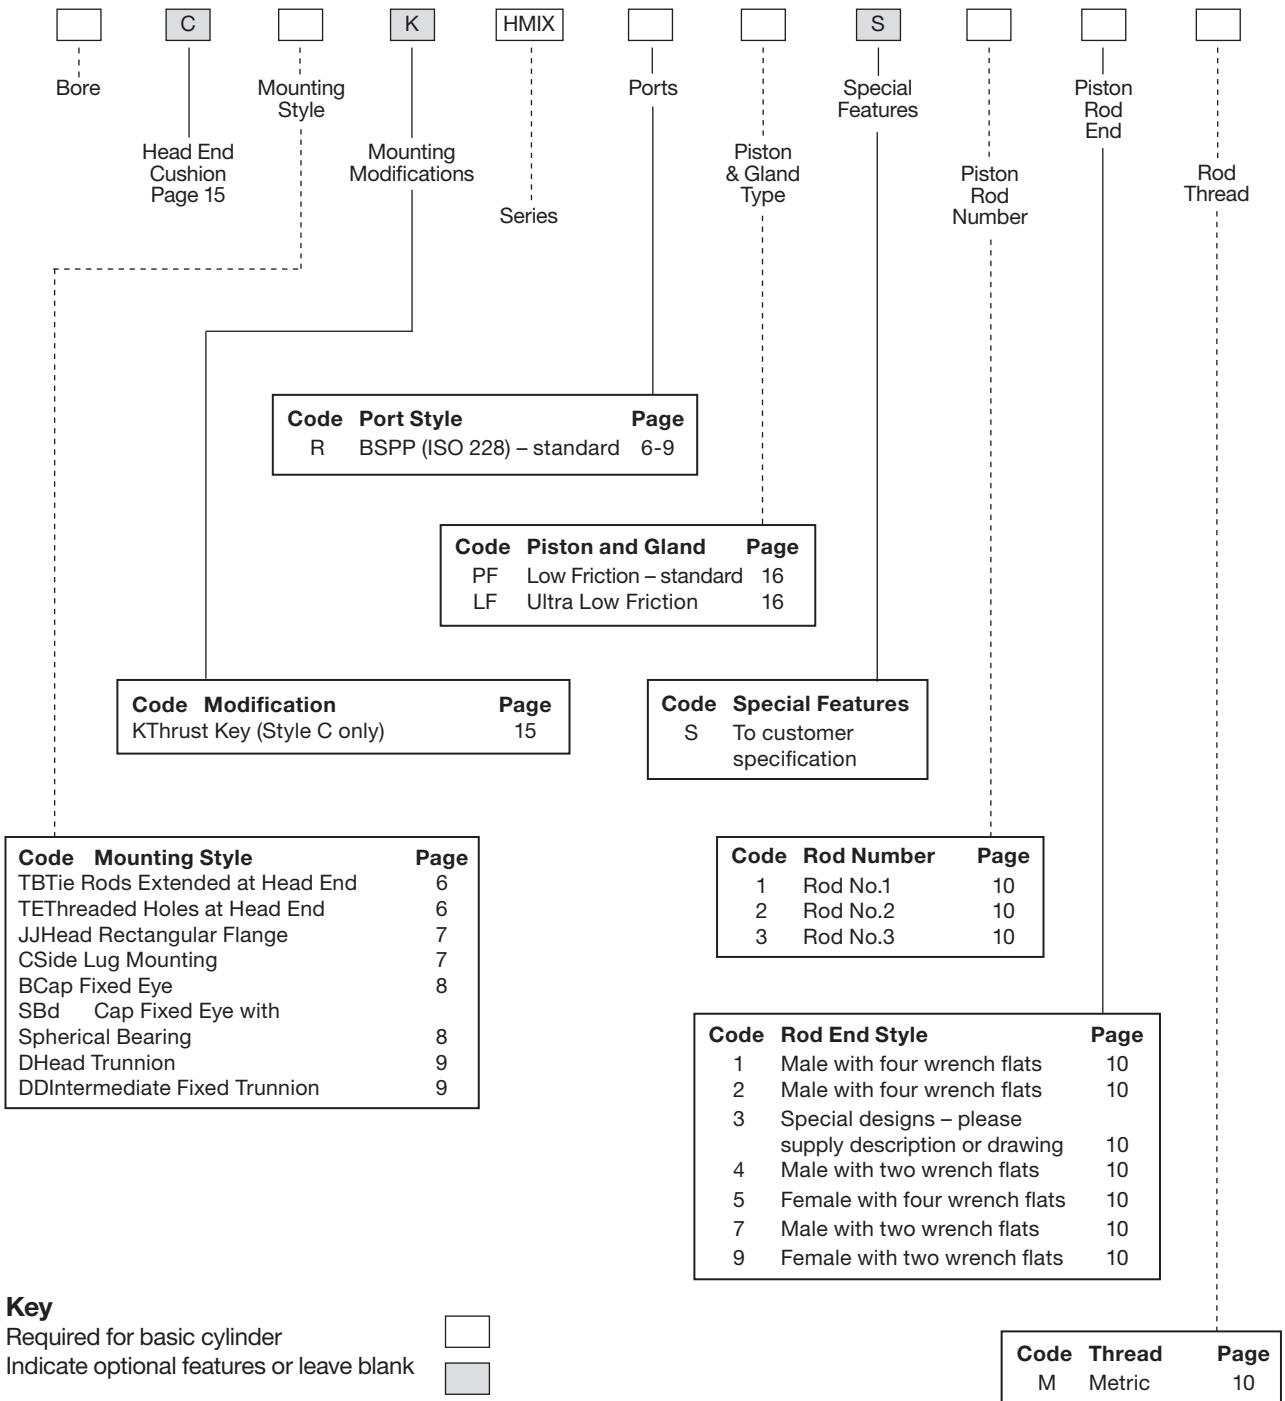 C
K
HMIX
S
Bore
Mounting
Style
Ports
Special
Features
Piston
Rod
End
Head End
Cushion
Page 15
Mounting
Modifications
Piston
& Gland
Type
Piston
Rod
Number
Rod
Thread
Series
Code Port Style Page
R BSPP (ISO 228) – standard 6-9
Code Piston and Gland Page
PF Low Friction – standard 16
LF Ultra Low Friction 16
Code Modification Page
KThrust Key (Style C only) 15
Code Special Features
S To customer
specification
Code Mounting Style Page
TBTie Rods Extended at Head End 6
TEThreaded Holes at Head End 6
JJHead Rectangular Flange 7
CSide Lug Mounting 7
BCap Fixed Eye 8
SBd Cap Fixed Eye with
Spherical Bearing 8
DHead Trunnion 9
DDIntermediate Fixed Trunnion 9
Code Rod Number Page
1 Rod No.1 10
2 Rod No.2 10
3 Rod No.3 10
Code Rod End Style Page
1 Male with four wrench flats 10
2 Male with four wrench flats 10
3 Special designs – please
supply description or drawing 10
4 Male with two wrench flats 10
5 Female with four wrench flats 10
7 Male with two wrench flats 10
9 Female with two wrench flats 10
Key
Required for basic cylinder
Indicate optional features or leave blank
Code Thread Page
M Metric 10